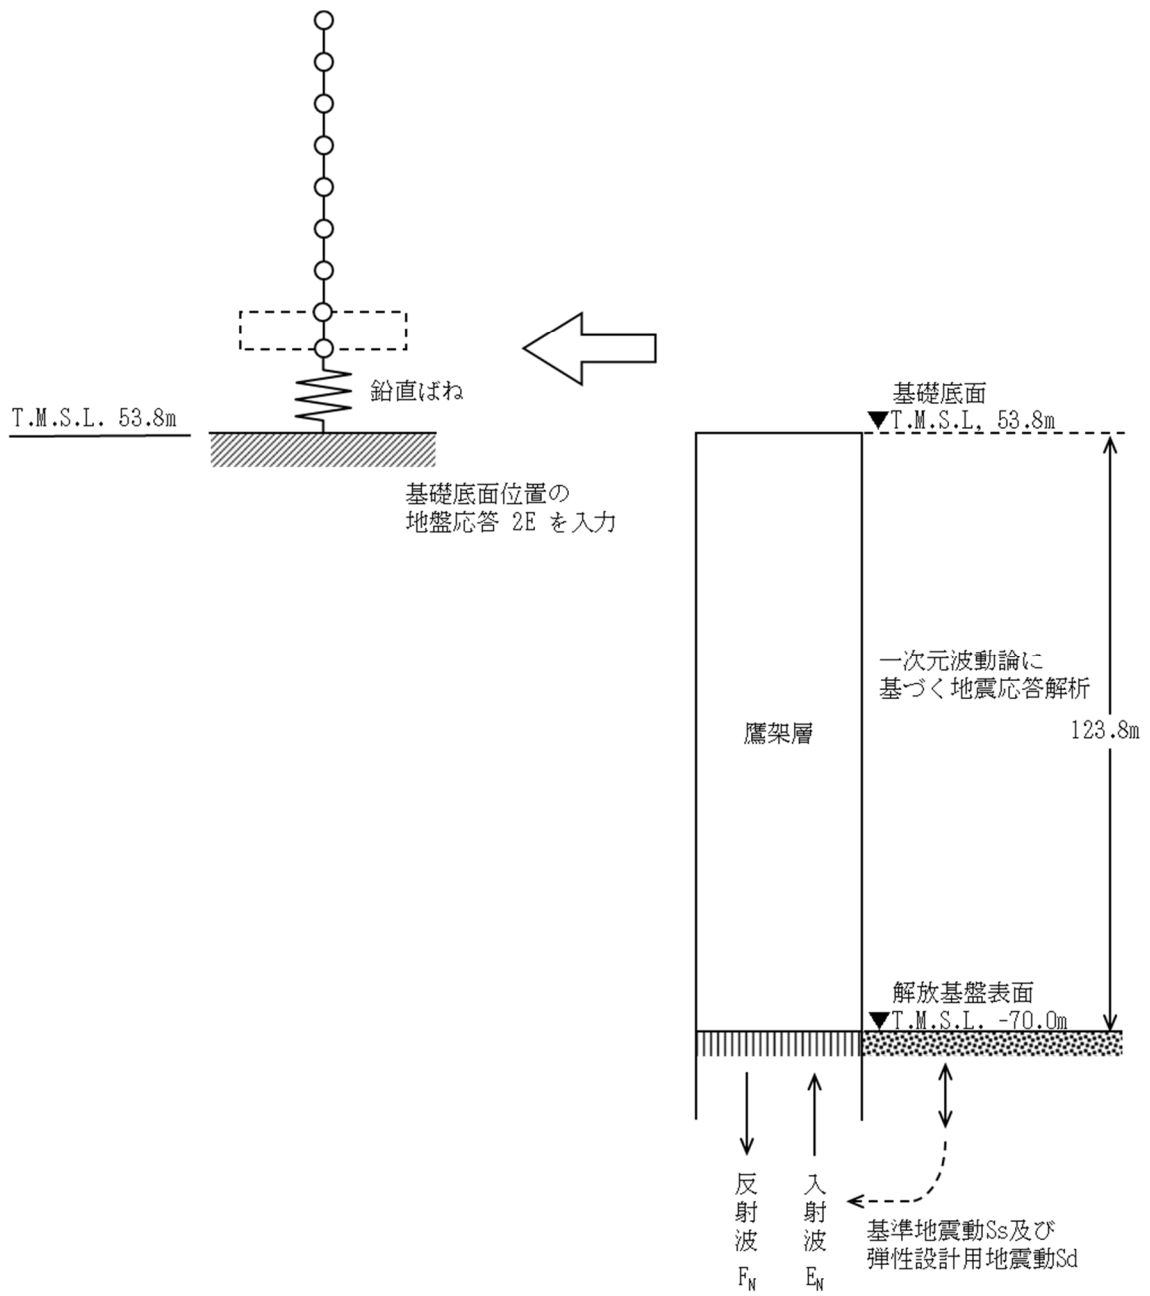 鉛直ばね
T.M.S.L. 53.8m
基礎底面位置の
地盤応答 2E を入力
基礎底面
▼T.M.S.L. 53.8m
一次元波動論に
基づく地震応答解析
123.8m
鷹架層
解放基盤表面
▼T.M.S.L. -70.0m
反射波 FN
入射波 EN
基準地震動Ss及び
弾性設計用地震動Sd